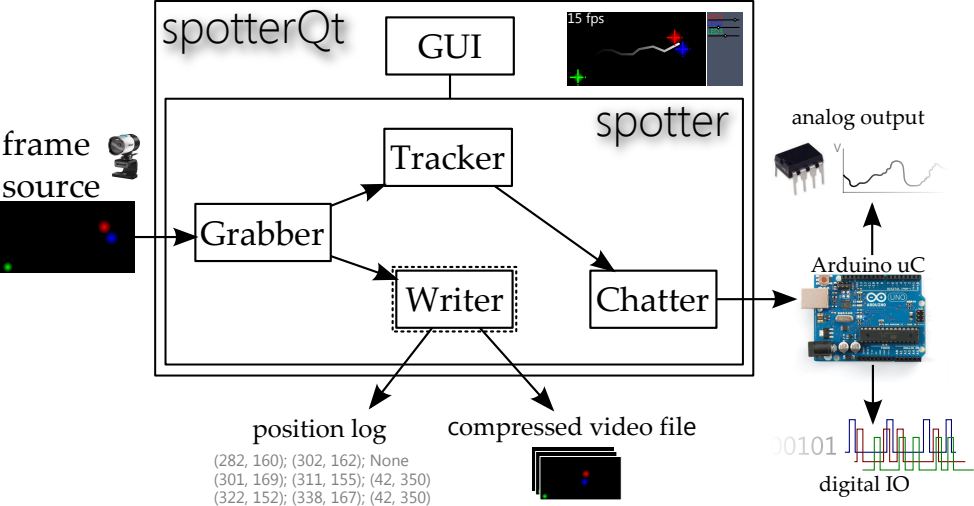 spotterQt
GUI
15 fps
spotter
frame
source
Tracker
Grabber
Writer
Chatter
analog output
V
Arduino uC
UNO
ARDUINO
position log
(282, 160); (302, 162); None
(301, 169); (311, 155); (42, 350)
(322, 152); (338, 167); (42, 350)
compressed video file
00101
digital IO